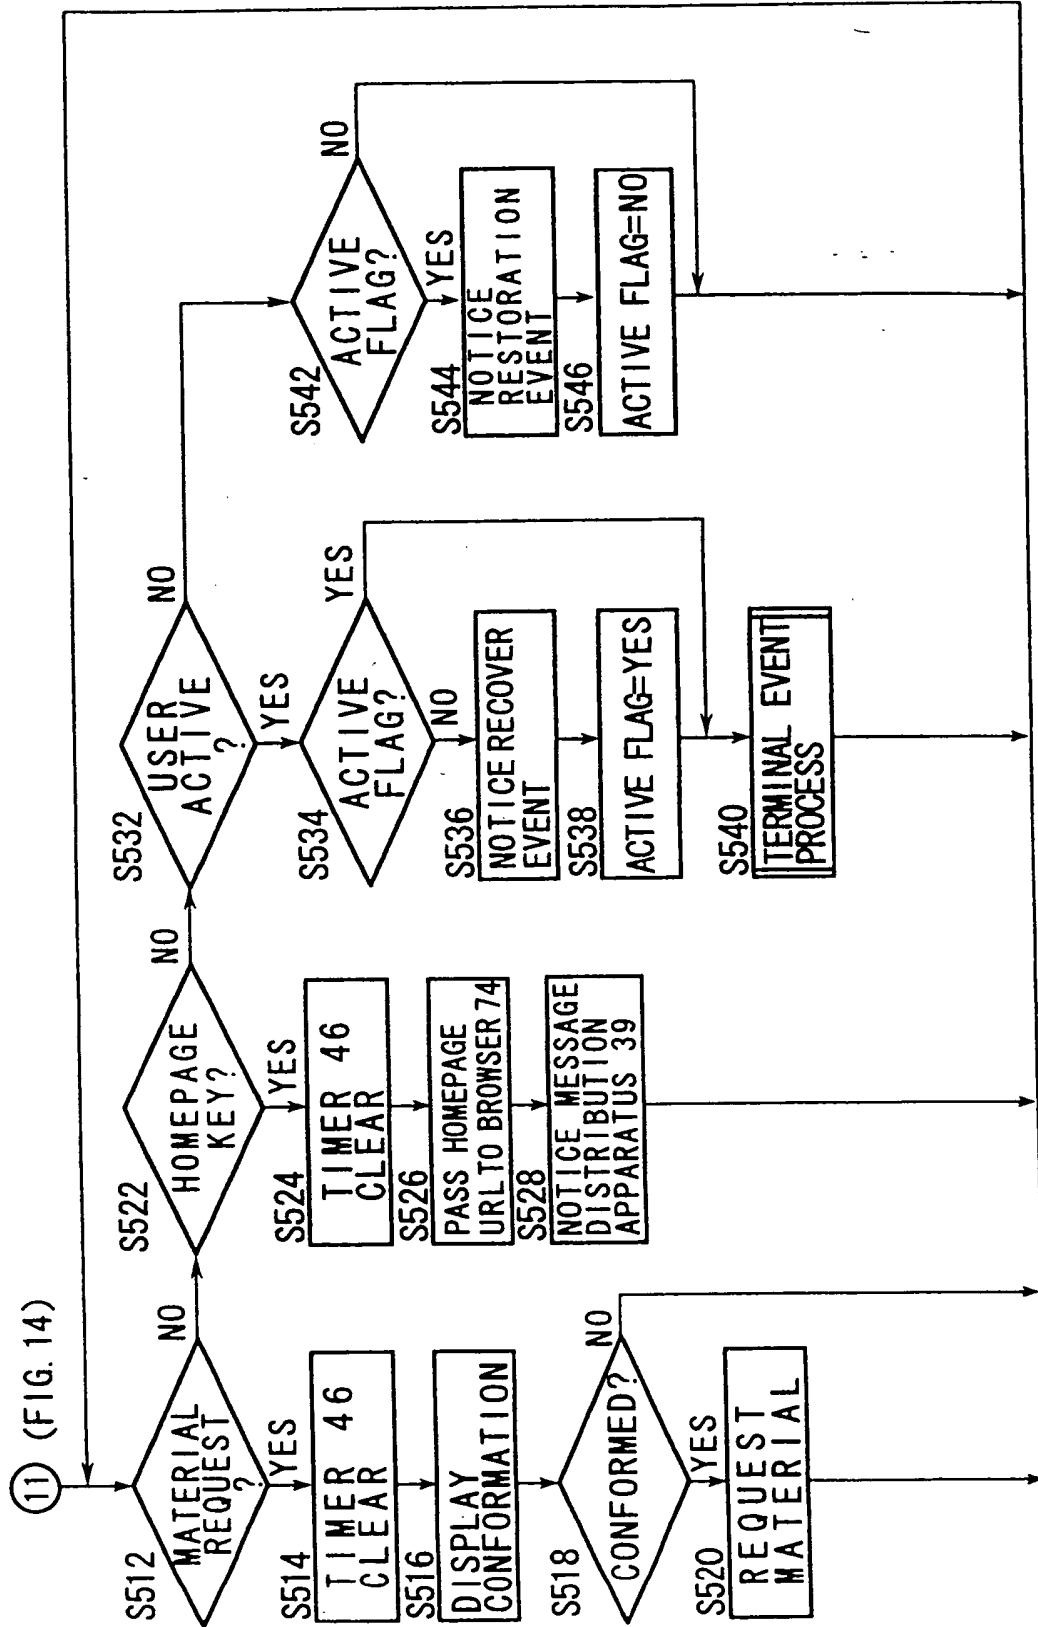 11 (FIG. 14)
S512
MATERIAL
REQUEST
?
NO
YES
S514
TIMER 46
CLEAR
S516
DISPLAY
CONFORMATION
S518
CONFORMED?
NO
YES
S520
REQUEST
MATERIAL
S522
HOMEPAGE
KEY?
NO
YES
S524
TIMER 46
CLEAR
S526
PASS HOMEPAGE
URL TO BROWSER 74
S528
NOTICE MESSAGE
DISTRIBUTION
APPARATUS 39
S532
USER
ACTIVE
?
NO
YES
S534
ACTIVE
FLAG?
YES
NO
S536
NOTICE RECOVER
EVENT
S538
ACTIVE FLAG=YES
S540
TERMINAL EVENT
PROCESS
S542
ACTIVE
FLAG?
NO
YES
S544
NOTICE
RESTORATION
EVENT
S546
ACTIVE FLAG=NO